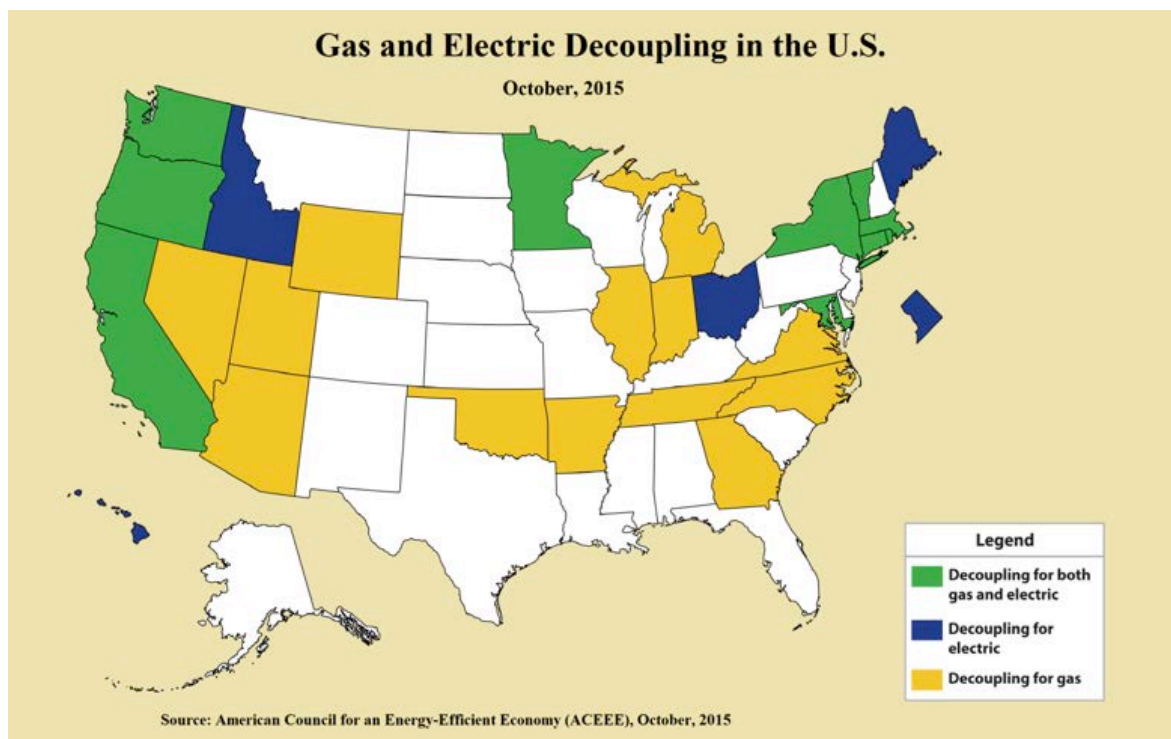 Gas and Electric Decoupling in the U.S.
October, 2015
Legend
Decoupling for both
gas and electric
Decoupling for
electric
Decoupling for gas
Source: American Council for an Energy-Efficient Economy (ACEEE), October, 2015